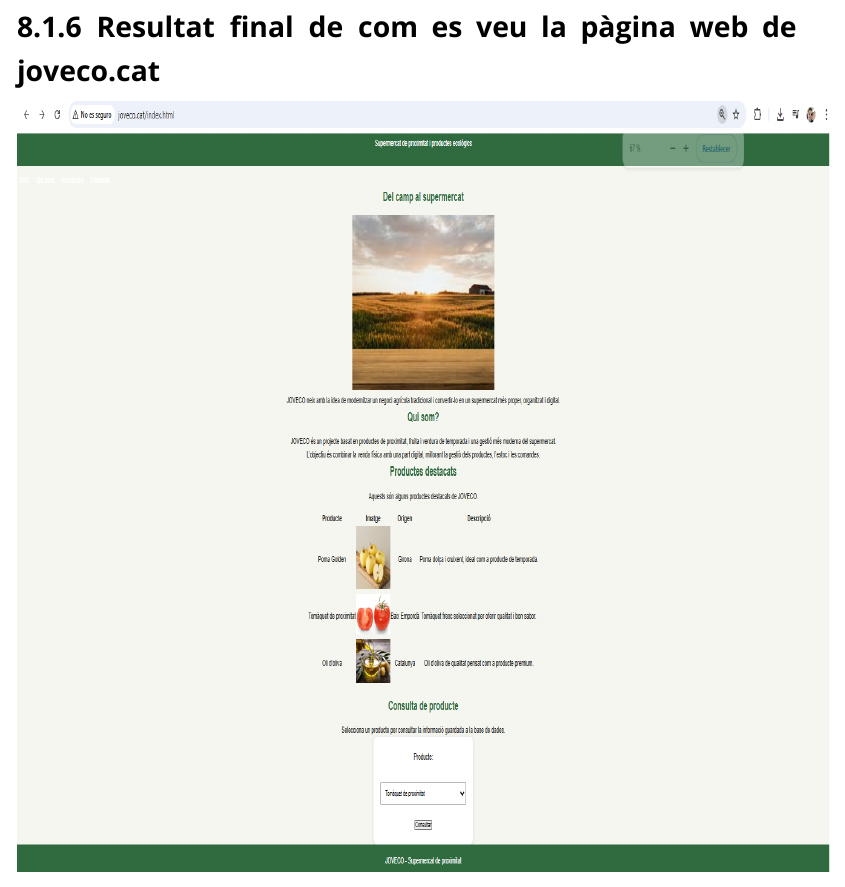 8.1.6 Resultat final de com es veu la pàgina web de
joveco.cat
No es seguro
joveco.cat/index.html
Supermercat de proximitat i productes ecològics
67 %
Restablecer
Del camp al supermercat
JOVECO neix amb la idea de modernitzar un negoci agrícola tradicional i convertir-lo en un supermercat més proper, organitzat i digital.
Qui som?
JOVECO és un projecte basat en productes de proximitat, fruita i verdura de temporada i una gestió més moderna del supermercat.
L'objectiu és combinar la venda física amb una part digital, millorant la gestió dels productes, l'estoc i les comandes.
Productes destacats
Aquests són alguns productes destacats de JOVECO.
Producte Imatge Origen Descripció
Poma Golden Girona Poma dolça i cruixent, ideal com a producte de temporada.
Tomàquet de proximitat Baix Empordà Tomàquet fresc seleccionat per oferir qualitat i bon sabor.
Oli d'oliva Catalunya Oli d'oliva de qualitat pensat com a producte premium.
Consulta de producte
Selecciona un producte per consultar la informació guardada a la base de dades.
Producte:
Tomàquet de proximitat
Consultar
JOVECO - Supermercat de proximitat